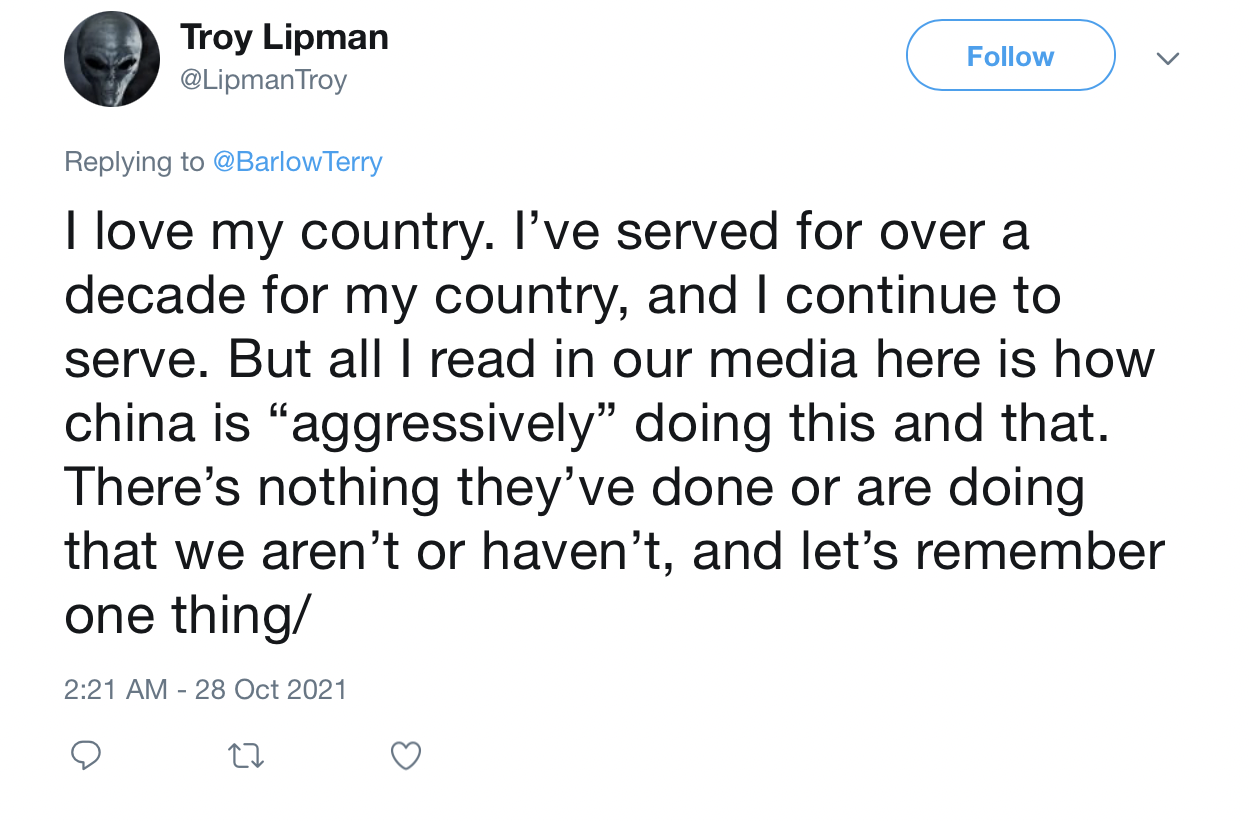 Troy Lipman
@LipmanTroy
Follow
Replying to @BarlowTerry
I love my country. I’ve served for over a
decade for my country, and I continue to
serve. But all I read in our media here is how
china is “aggressively” doing this and that.
There’s nothing they’ve done or are doing
that we aren’t or haven’t, and let’s remember
one thing/
2:21 AM - 28 Oct 2021